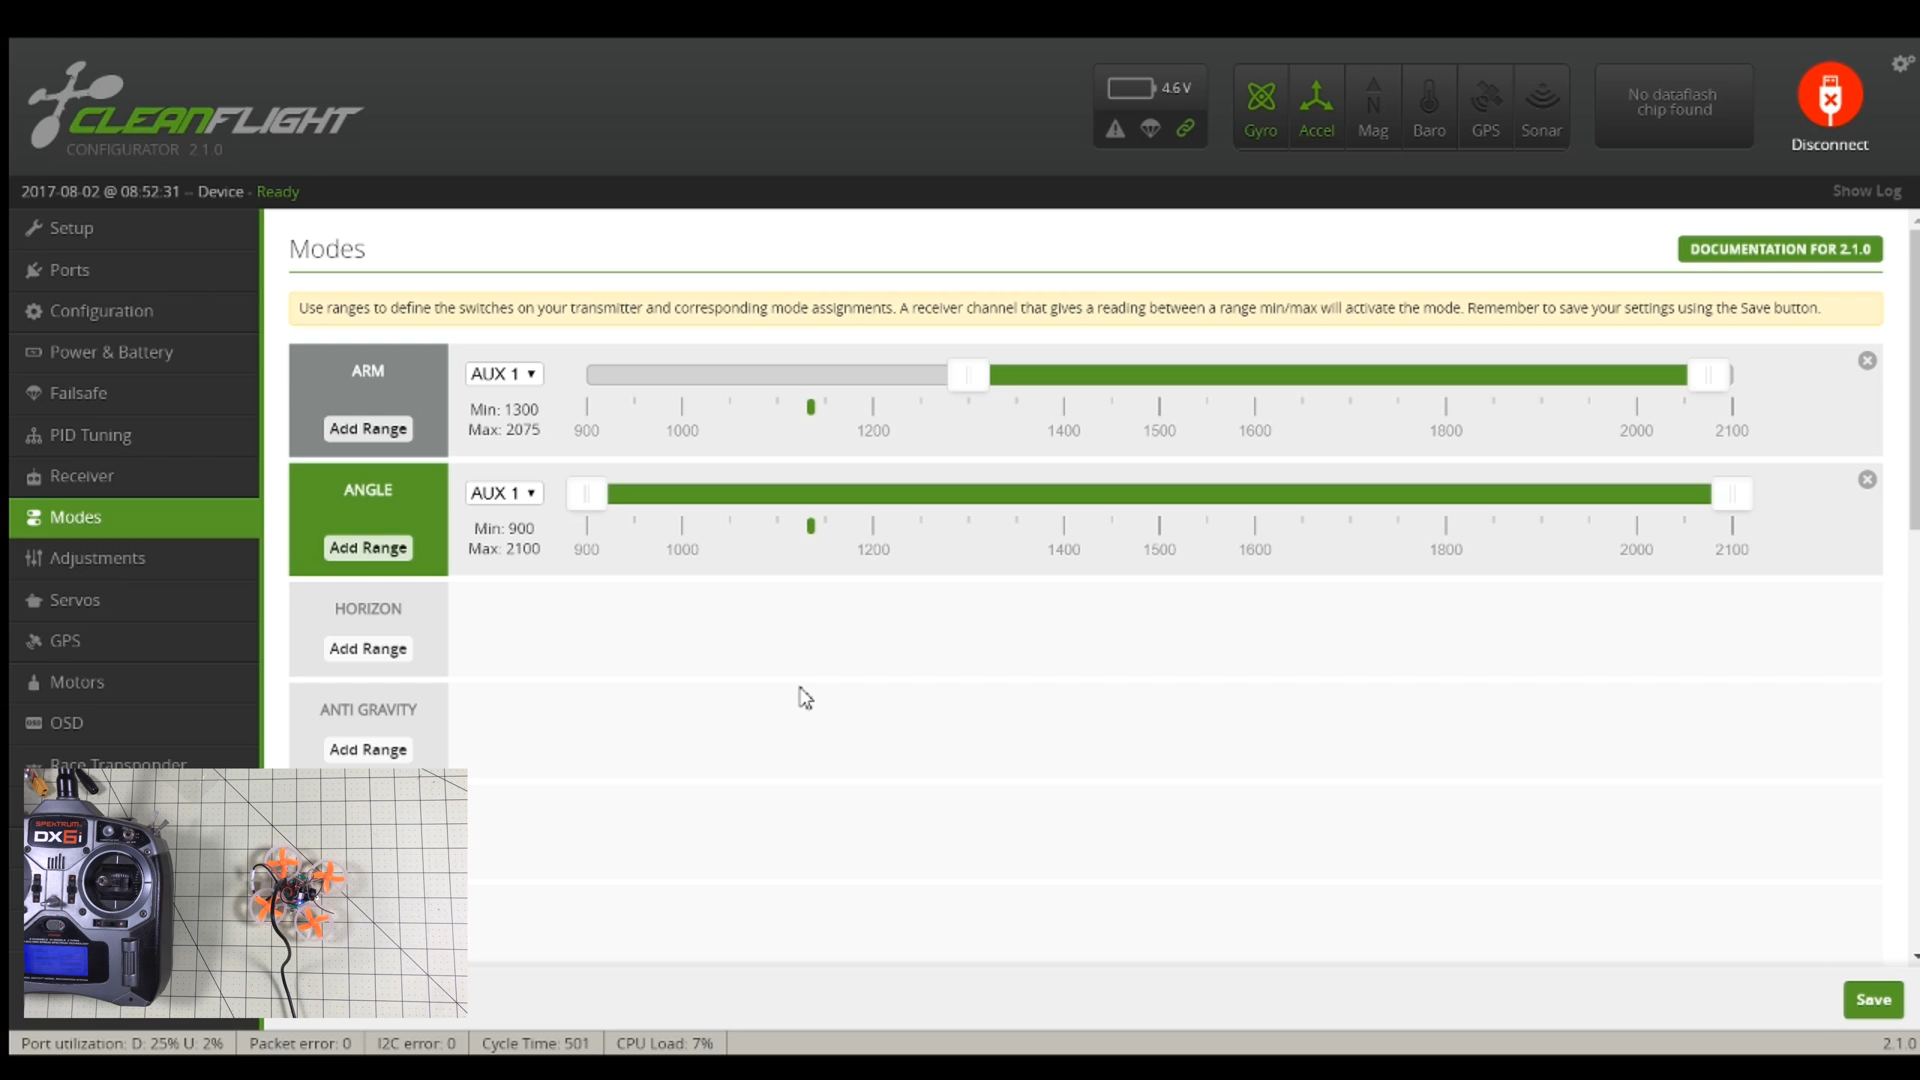 4.6 V
CLEANFLIGHT
CONFIGURATOR 2.1.0
Gyro
Accel
Mag
Baro
GPS
Sonar
No dataflash
chip found
Disconnect
2017-08-02 @ 08:52:31 -- Device - Ready
Show Log
Setup
Ports
Configuration
Power & Battery
Failsafe
PID Tuning
Receiver
Modes
Adjustments
Servos
GPS
Motors
OSD
Race Transponder
Modes
DOCUMENTATION FOR 2.1.0
Use ranges to define the switches on your transmitter and corresponding mode assignments. A receiver channel that gives a reading between a range min/max will activate the mode. Remember to save your settings using the Save button.
ARM
Add Range
AUX 1
Min: 1300
Max: 2075
900 1000 1200 1400 1500 1600 1800 2000 2100
ANGLE
Add Range
AUX 1
Min: 900
Max: 2100
900 1000 1200 1400 1500 1600 1800 2000 2100
HORIZON
Add Range
ANTI GRAVITY
Add Range
SPEKTRUM
DX6i
Save
Port utilization: D: 25% U: 2%
Packet error: 0
I2C error: 0
Cycle Time: 501
CPU Load: 7%
2.1.0